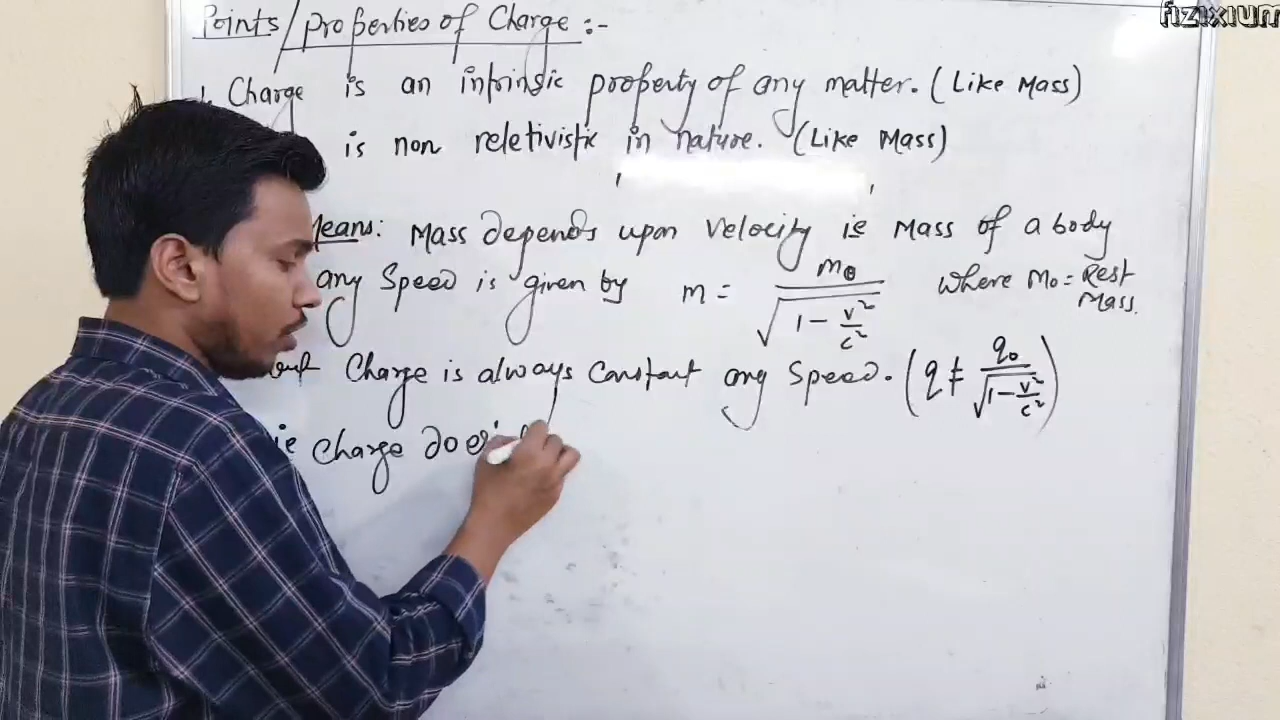 Points/properties of Charge :-
fizixium
1. Charge is an intrinsic property of any matter. (Like Mass)
is non reletivistic in nature. (Like Mass)
Means: Mass depends upon Velocity ie Mass of a body
any Speed is given by m = m0 / √(1 - v²/c²) where M0 = Rest Mass.
but Charge is always Constant any Speed. (q ≠ q0 / √(1 - v²/c²))
ie Charge does